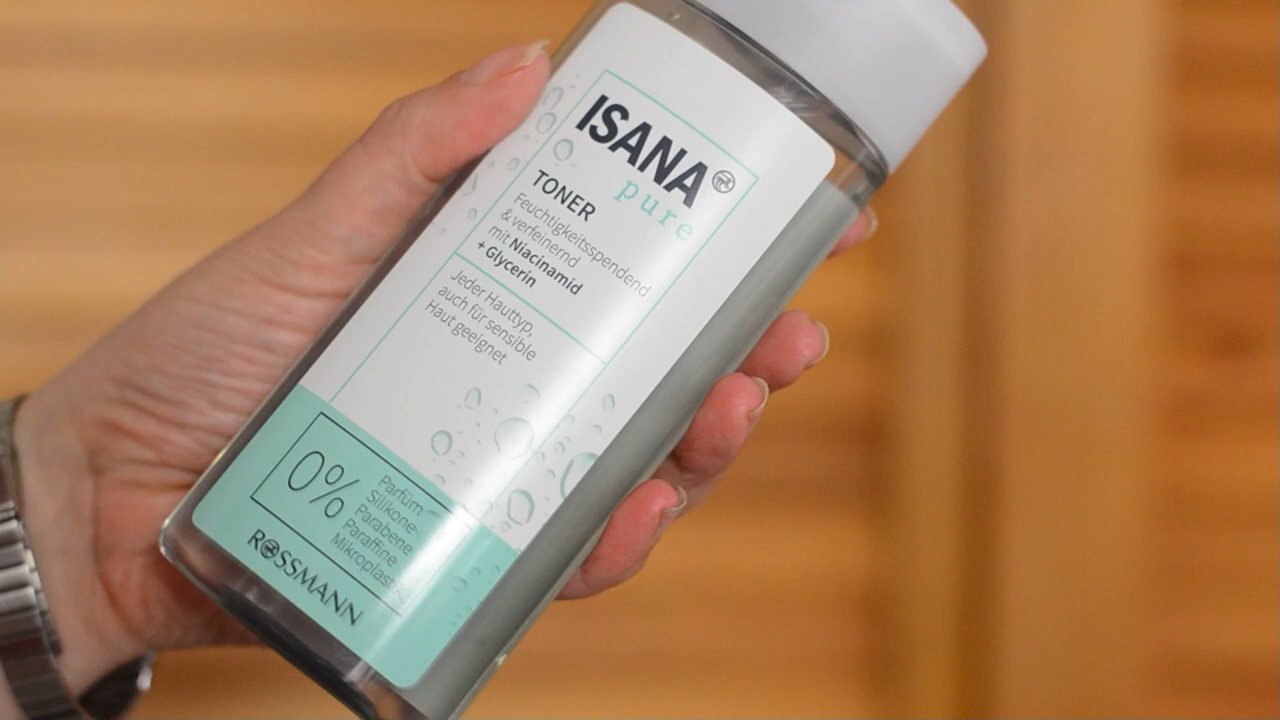 ISANA
pure
TONER
Feuchtigkeitsspendend
& verfeinernd
mit Niacinamid
+ Glycerin
Jeder Hauttyp,
auch für sensible
Haut geeignet
0%
Parfüm
Silikone
Parabene
Paraffine
Mikroplastik
ROSSMANN